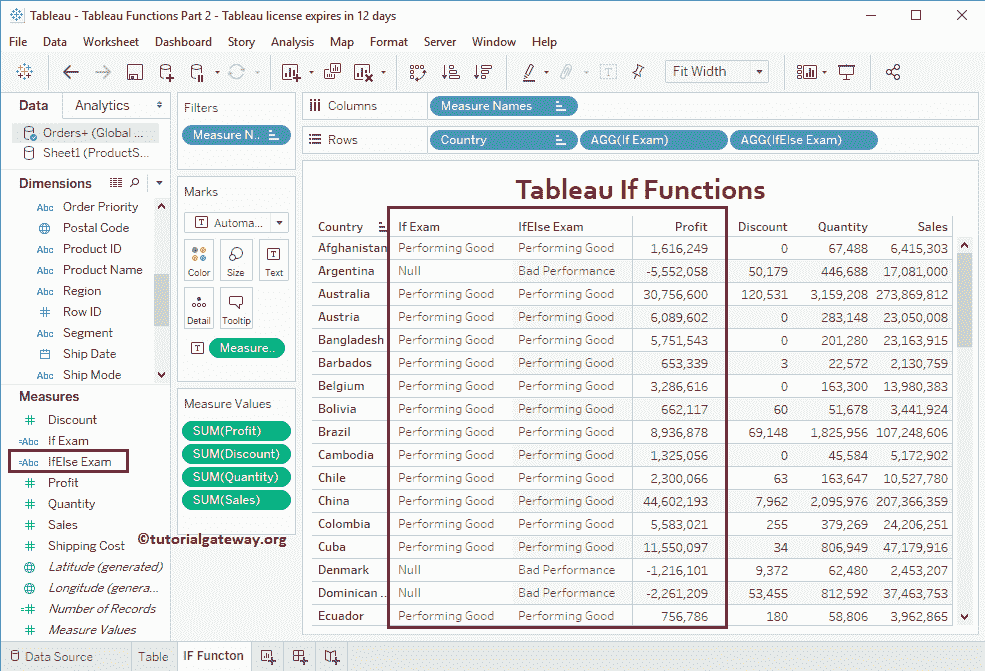 Tableau - Tableau Functions Part 2 - Tableau license expires in 12 days
File Data Worksheet Dashboard Story Analysis Map Format Server Window Help
Fit Width
Data Analytics
Orders+ (Global ...
Sheet1 (ProductS...
Dimensions
Abc Order Priority
Postal Code
Abc Product ID
Abc Product Name
Abc Region
Row ID
Abc Segment
Ship Date
Abc Ship Mode
Measures
Discount
=Abc If Exam
=Abc IfElse Exam
Profit
Quantity
Sales
Shipping Cost
Latitude (generated)
Longitude (genera...
Number of Records
Measure Values
Filters
Measure N..
Marks
T Automa...
Color Size Text
Detail Tooltip
T Measure..
Measure Values
SUM(Profit)
SUM(Discount)
SUM(Quantity)
SUM(Sales)
©tutorialgateway.org
Columns Measure Names
Rows Country AGG(If Exam) AGG(IfElse Exam)
Tableau If Functions
Country If Exam IfElse Exam Profit Discount Quantity Sales
Afghanistan Performing Good Performing Good 1,616,249 0 67,488 6,415,303
Argentina Null Bad Performance -5,552,058 50,179 446,688 17,081,000
Australia Performing Good Performing Good 30,756,600 120,531 3,159,208 273,869,812
Austria Performing Good Performing Good 6,089,602 0 283,148 23,050,008
Bangladesh Performing Good Performing Good 5,751,543 0 201,280 23,163,915
Barbados Performing Good Performing Good 653,339 3 22,572 2,130,759
Belgium Performing Good Performing Good 3,286,616 0 163,300 13,980,383
Bolivia Performing Good Performing Good 662,117 60 51,678 3,441,924
Brazil Performing Good Performing Good 8,936,878 69,148 1,825,956 107,248,606
Cambodia Performing Good Performing Good 1,325,056 0 45,584 5,172,902
Chile Performing Good Performing Good 2,300,066 63 163,647 10,527,780
China Performing Good Performing Good 44,602,193 7,962 2,095,976 207,366,359
Colombia Performing Good Performing Good 5,583,021 255 379,269 24,206,251
Cuba Performing Good Performing Good 11,550,097 34 806,949 47,179,916
Denmark Null Bad Performance -1,216,101 9,372 62,480 2,453,207
Dominican .. Null Bad Performance -2,261,209 53,455 812,592 37,463,753
Ecuador Performing Good Performing Good 756,786 180 58,806 3,962,865
Data Source Table IF Functon